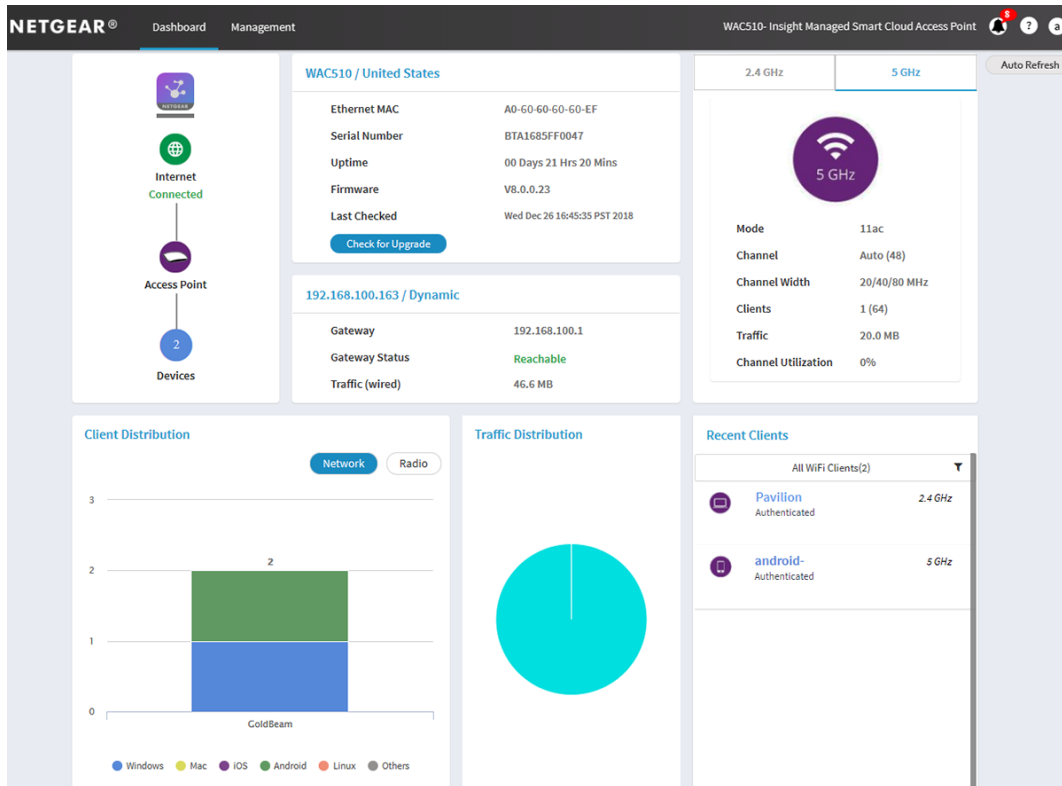 NETGEAR®
Dashboard
Management
WAC510- Insight Managed Smart Cloud Access Point
8
?
a
Auto Refresh
NETGEAR
Internet
Connected
Access Point
2
Devices
WAC510 / United States
Ethernet MAC A0-60-60-60-60-EF
Serial Number BTA1685FF0047
Uptime 00 Days 21 Hrs 20 Mins
Firmware V8.0.0.23
Last Checked Wed Dec 26 16:45:35 PST 2018
Check for Upgrade
192.168.100.163 / Dynamic
Gateway 192.168.100.1
Gateway Status Reachable
Traffic (wired) 46.6 MB
2.4 GHz
5 GHz
5 GHz
Mode 11ac
Channel Auto (48)
Channel Width 20/40/80 MHz
Clients 1 (64)
Traffic 20.0 MB
Channel Utilization 0%
Client Distribution
Network
Radio
3
2
2
1
0
GoldBeam
Windows Mac iOS Android Linux Others
Traffic Distribution
Recent Clients
All WiFi Clients(2)
Pavilion 2.4 GHz
Authenticated
android- 5 GHz
Authenticated